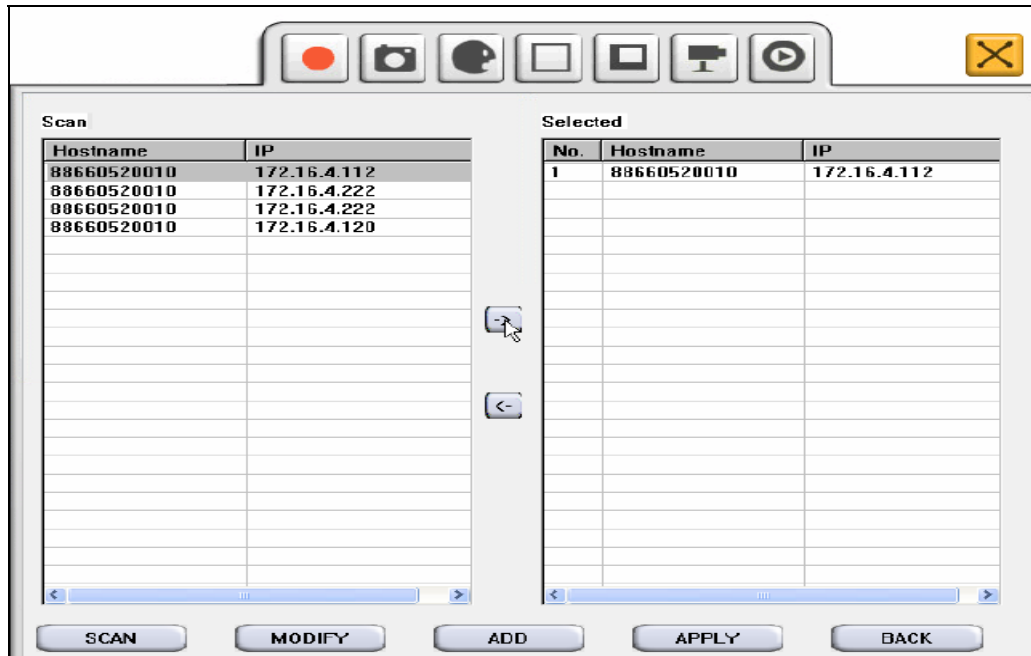 Scan Selected
Hostname IP No. Hostname IP
88660520010 172.16.4.112 1 88660520010 172.16.4.112
88660520010 172.16.4.222
88660520010 172.16.4.222
88660520010 172.16.4.120
->
<-
SCAN MODIFY ADD APPLY BACK